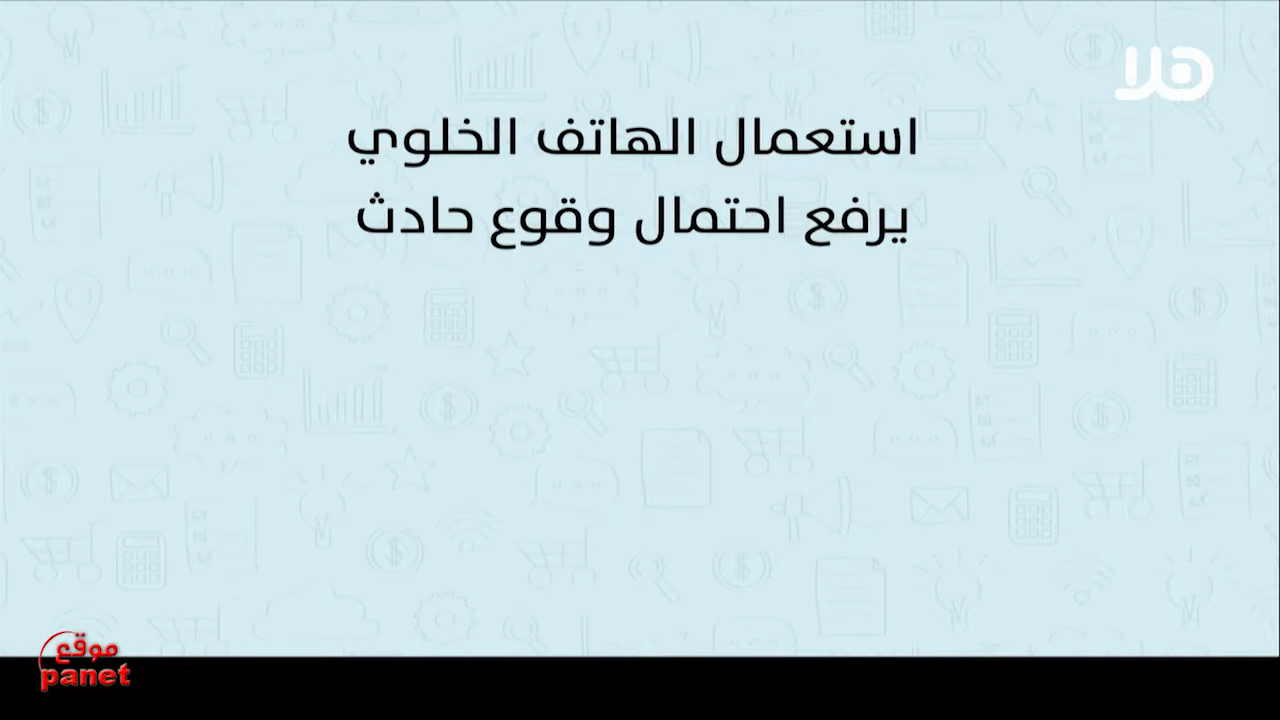 هلا
استعمال الهاتف الخلوي
يرفع احتمال وقوع حادث
موقع
panet